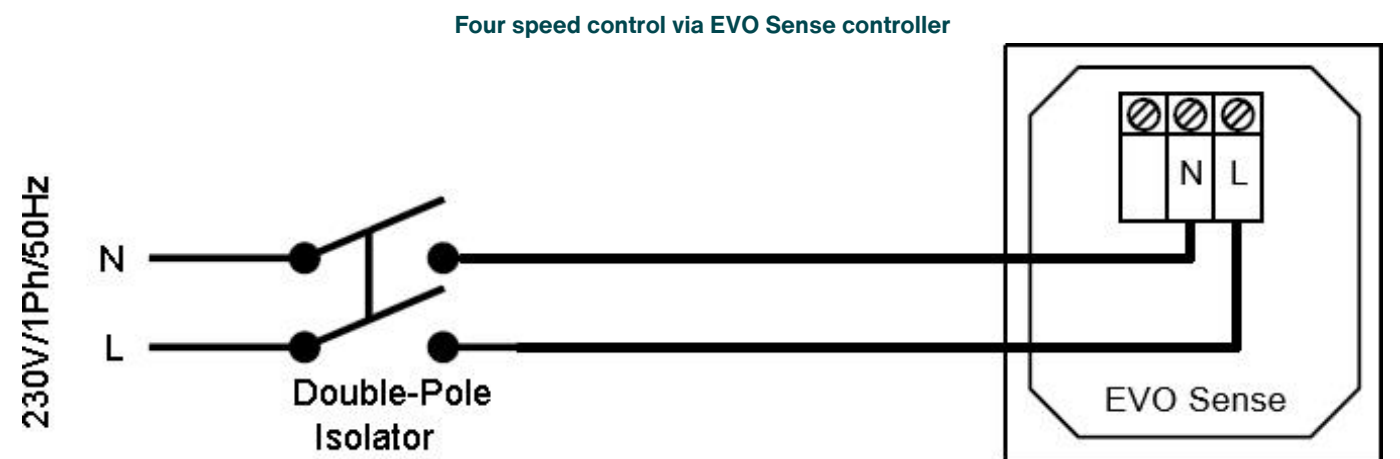 Four speed control via EVO Sense controller
230V/1Ph/50Hz
N
L
Double-Pole
Isolator
N L
EVO Sense